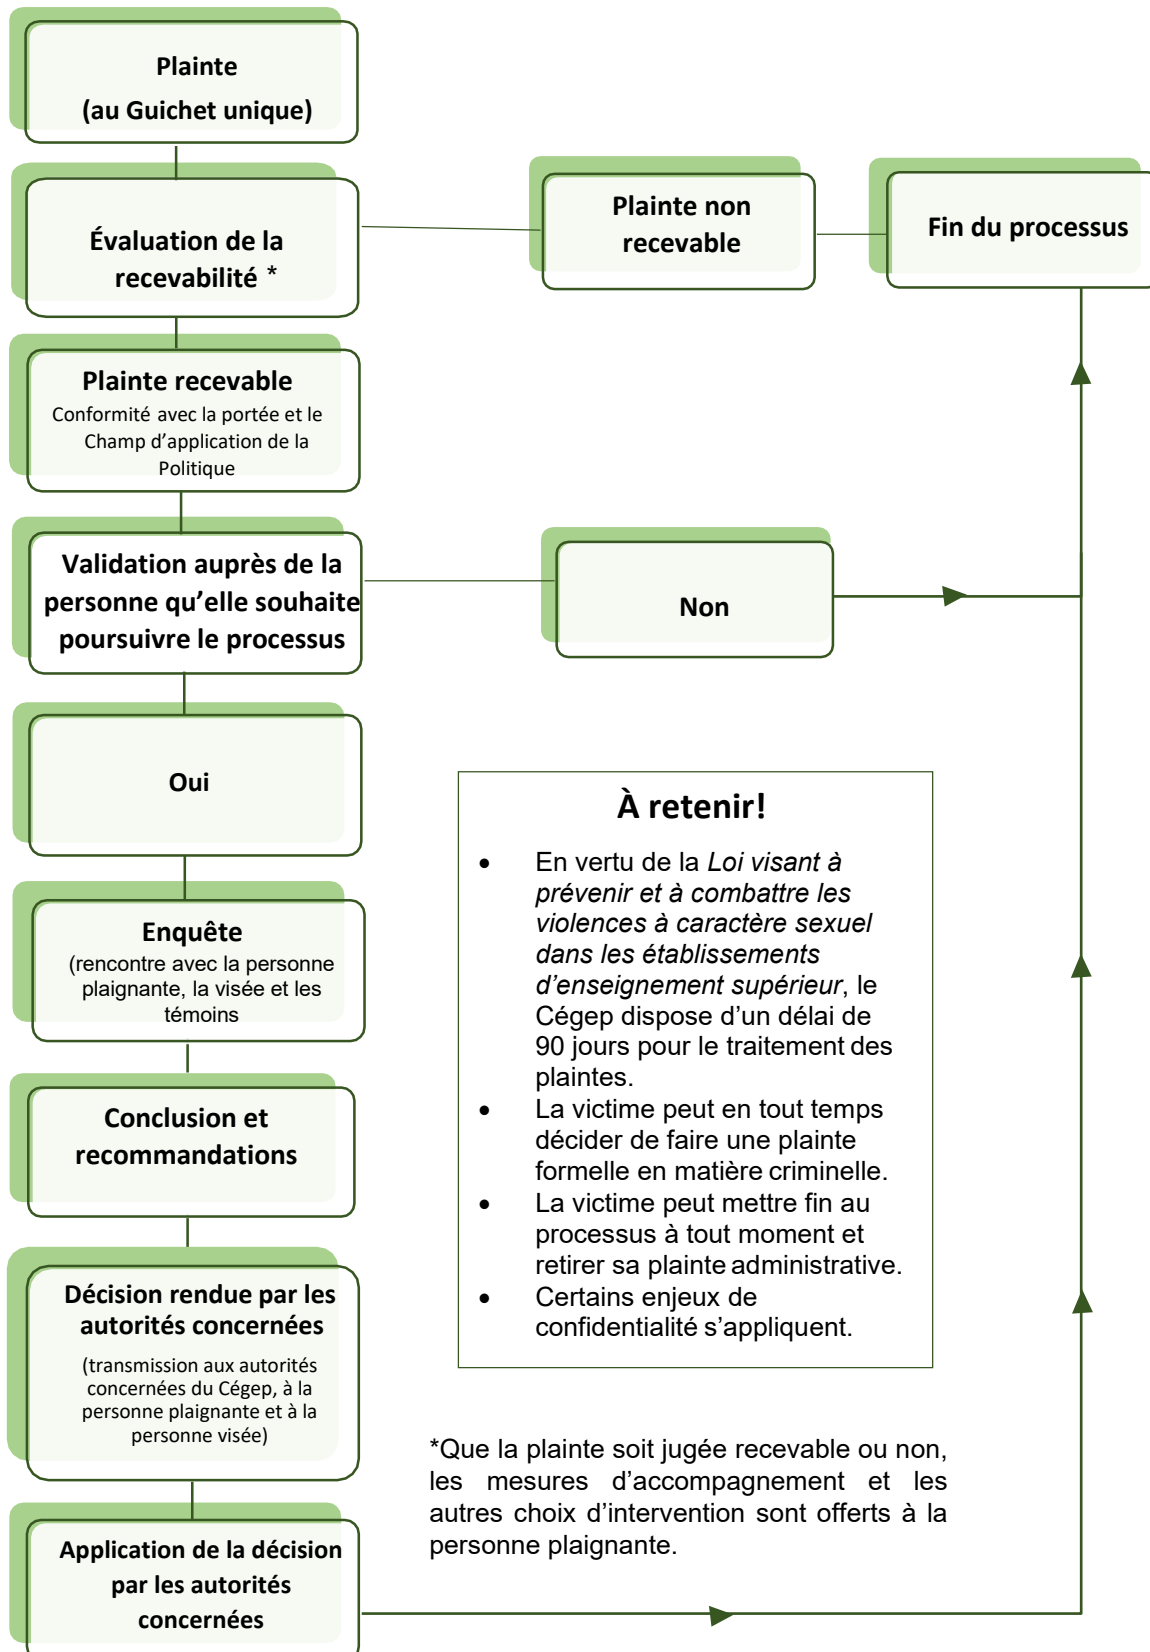 Plainte
(au Guichet unique)
Évaluation de la
recevabilité *
Plainte non
recevable
Fin du processus
Plainte recevable
Conformité avec la portée et le
Champ d’application de la
Politique
Validation auprès de la
personne qu’elle souhaite
poursuivre le processus
Non
Oui
Enquête
(rencontre avec la personne
plaignante, la visée et les
témoins
Conclusion et
recommandations
Décision rendue par les
autorités concernées
(transmission aux autorités
concernées du Cégep, à la
personne plaignante et à la
personne visée)
Application de la décision
par les autorités
concernées
À retenir!
• En vertu de la Loi visant à
prévenir et à combattre les
violences à caractère sexuel
dans les établissements
d’enseignement supérieur, le
Cégep dispose d’un délai de
90 jours pour le traitement des
plaintes.
• La victime peut en tout temps
décider de faire une plainte
formelle en matière criminelle.
• La victime peut mettre fin au
processus à tout moment et
retirer sa plainte administrative.
• Certains enjeux de
confidentialité s’appliquent.
*Que la plainte soit jugée recevable ou non,
les mesures d’accompagnement et les
autres choix d’intervention sont offerts à la
personne plaignante.